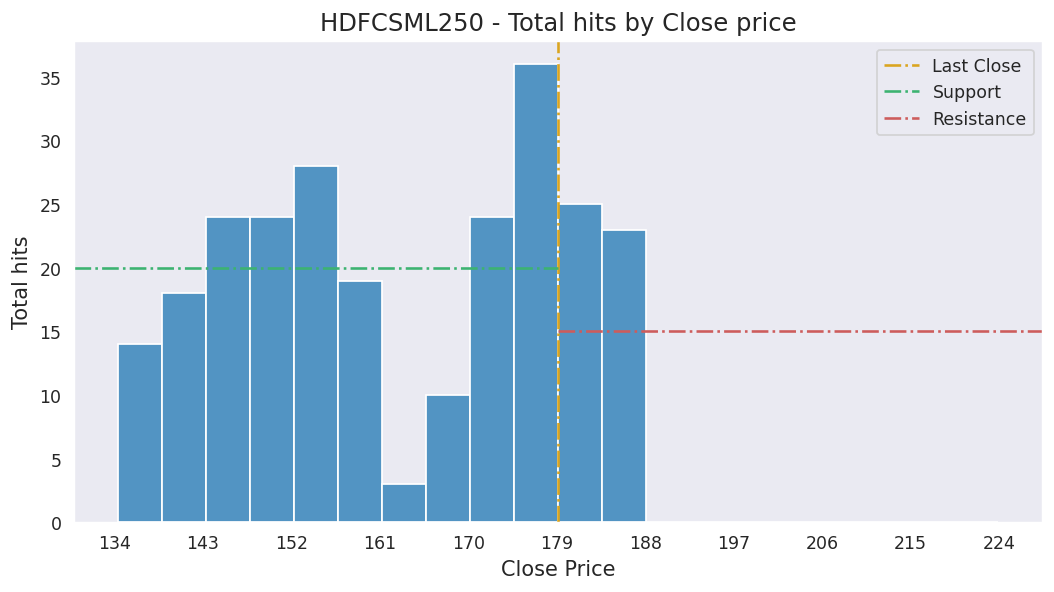 HDFCSML250 - Total hits by Close price
Last Close
Support
Resistance
Total hits
35
30
25
20
15
10
5
0
134 143 152 161 170 179 188 197 206 215 224
Close Price